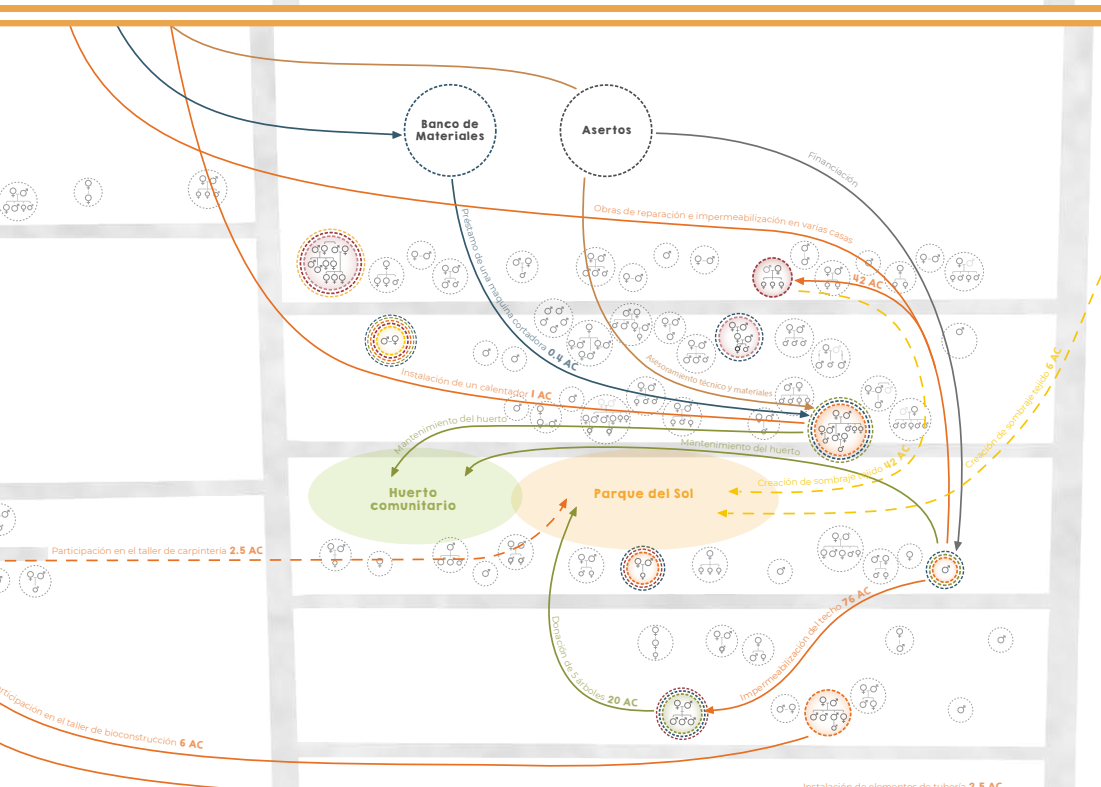 Banco de
Materiales
Asertos
Financiación
Obras de reparación e impermeabilización en varias casas
42 AC
Préstamo de una máquina cortadora 0.4 AC
Asesoramiento técnico y materiales
Instalación de un calentador 1 AC
Mantenimiento del huerto
Mantenimiento del huerto
Creación de sombraje tejido 6 AC
Creación de sombraje tejido 42 AC
Huerto
comunitario
Parque del Sol
Participación en el taller de carpintería 2.5 AC
Donación de 5 árboles 20 AC
Impermeabilización del techo 76 AC
rticipación en el taller de bioconstrucción 6 AC
Instalación de elementos de tubería 2.5 AC